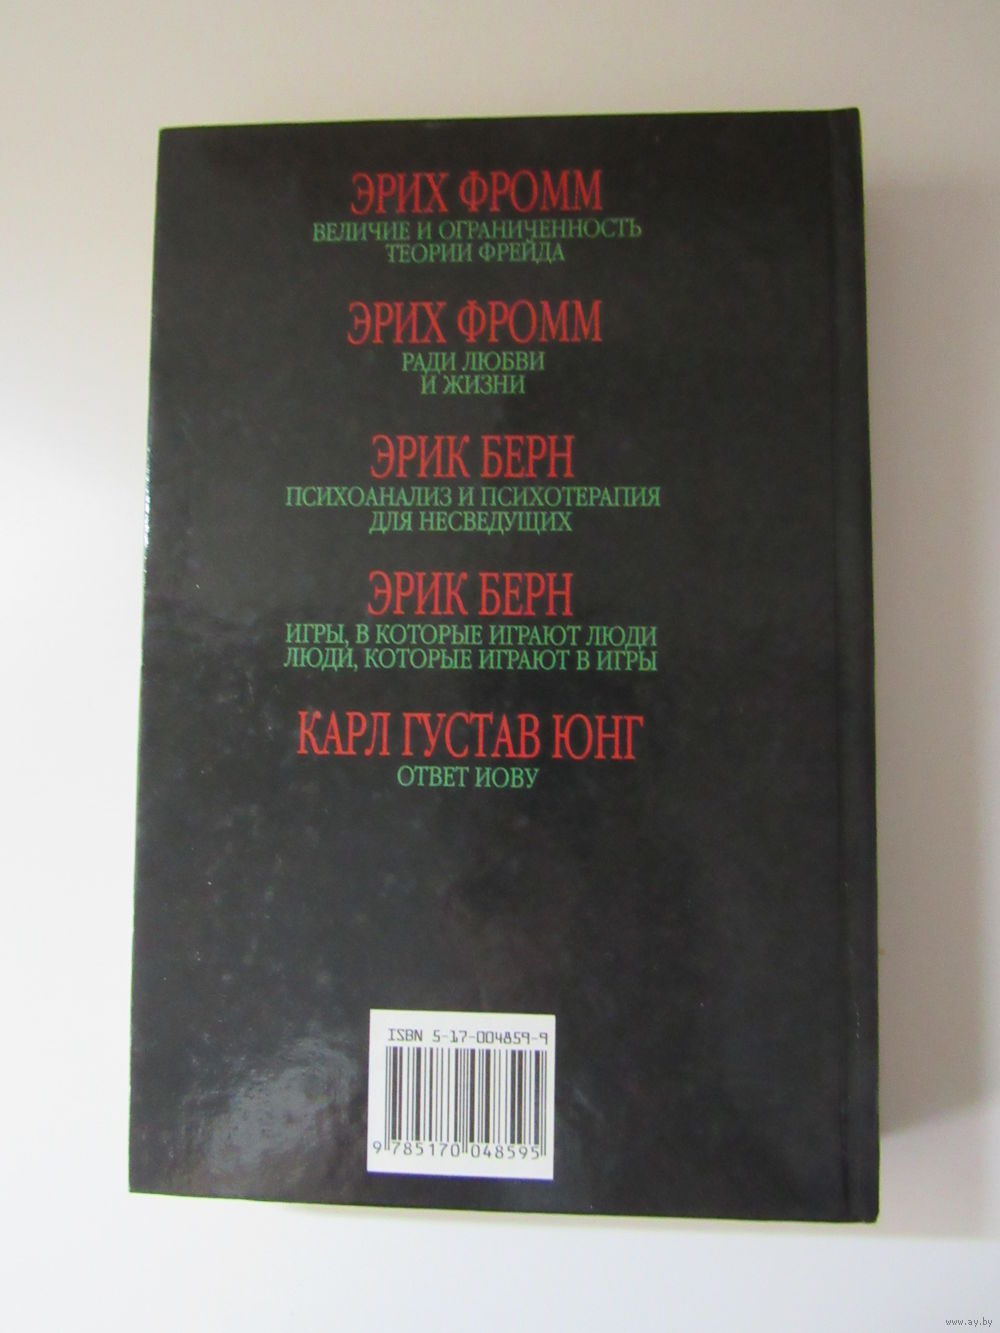 ЭРИХ ФРОММ
ВЕЛИЧИЕ И ОГРАНИЧЕННОСТЬ
ТЕОРИИ ФРЕЙДА
ЭРИХ ФРОММ
РАДИ ЛЮБВИ
И ЖИЗНИ
ЭРИК БЕРН
ПСИХОАНАЛИЗ И ПСИХОТЕРАПИЯ
ДЛЯ НЕСВЕДУЩИХ
ЭРИК БЕРН
ИГРЫ, В КОТОРЫЕ ИГРАЮТ ЛЮДИ
ЛЮДИ, КОТОРЫЕ ИГРАЮТ В ИГРЫ
КАРЛ ГУСТАВ ЮНГ
ОТВЕТ ИОВУ
ISBN 5-17-004859-9
9 785170 048595
www.ay.by